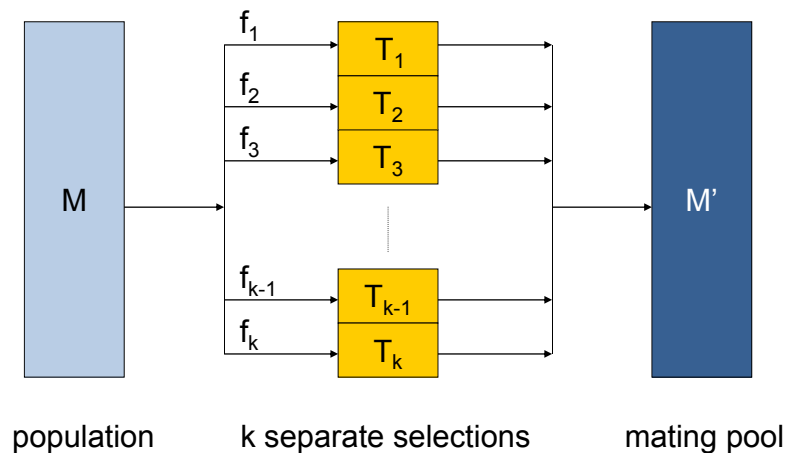 f₁ T₁
f₂ T₂
f₃ T₃
M M’
fₖ₋₁ Tₖ₋₁
fₖ Tₖ
population k separate selections mating pool